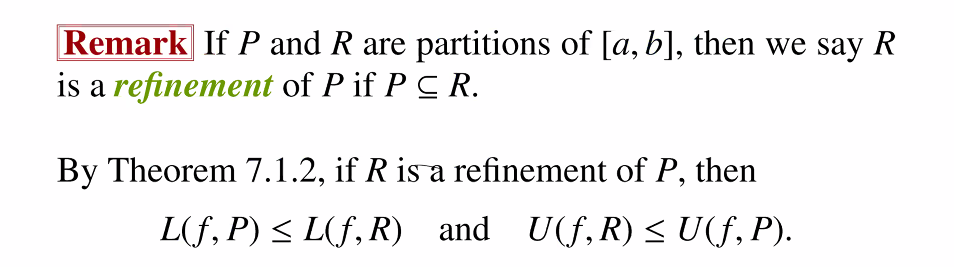 Remark If P and R are partitions of [a, b], then we say R
is a refinement of P if P ⊆ R.
By Theorem 7.1.2, if R is a refinement of P, then
L(f, P) ≤ L(f, R) and U(f, R) ≤ U(f, P).